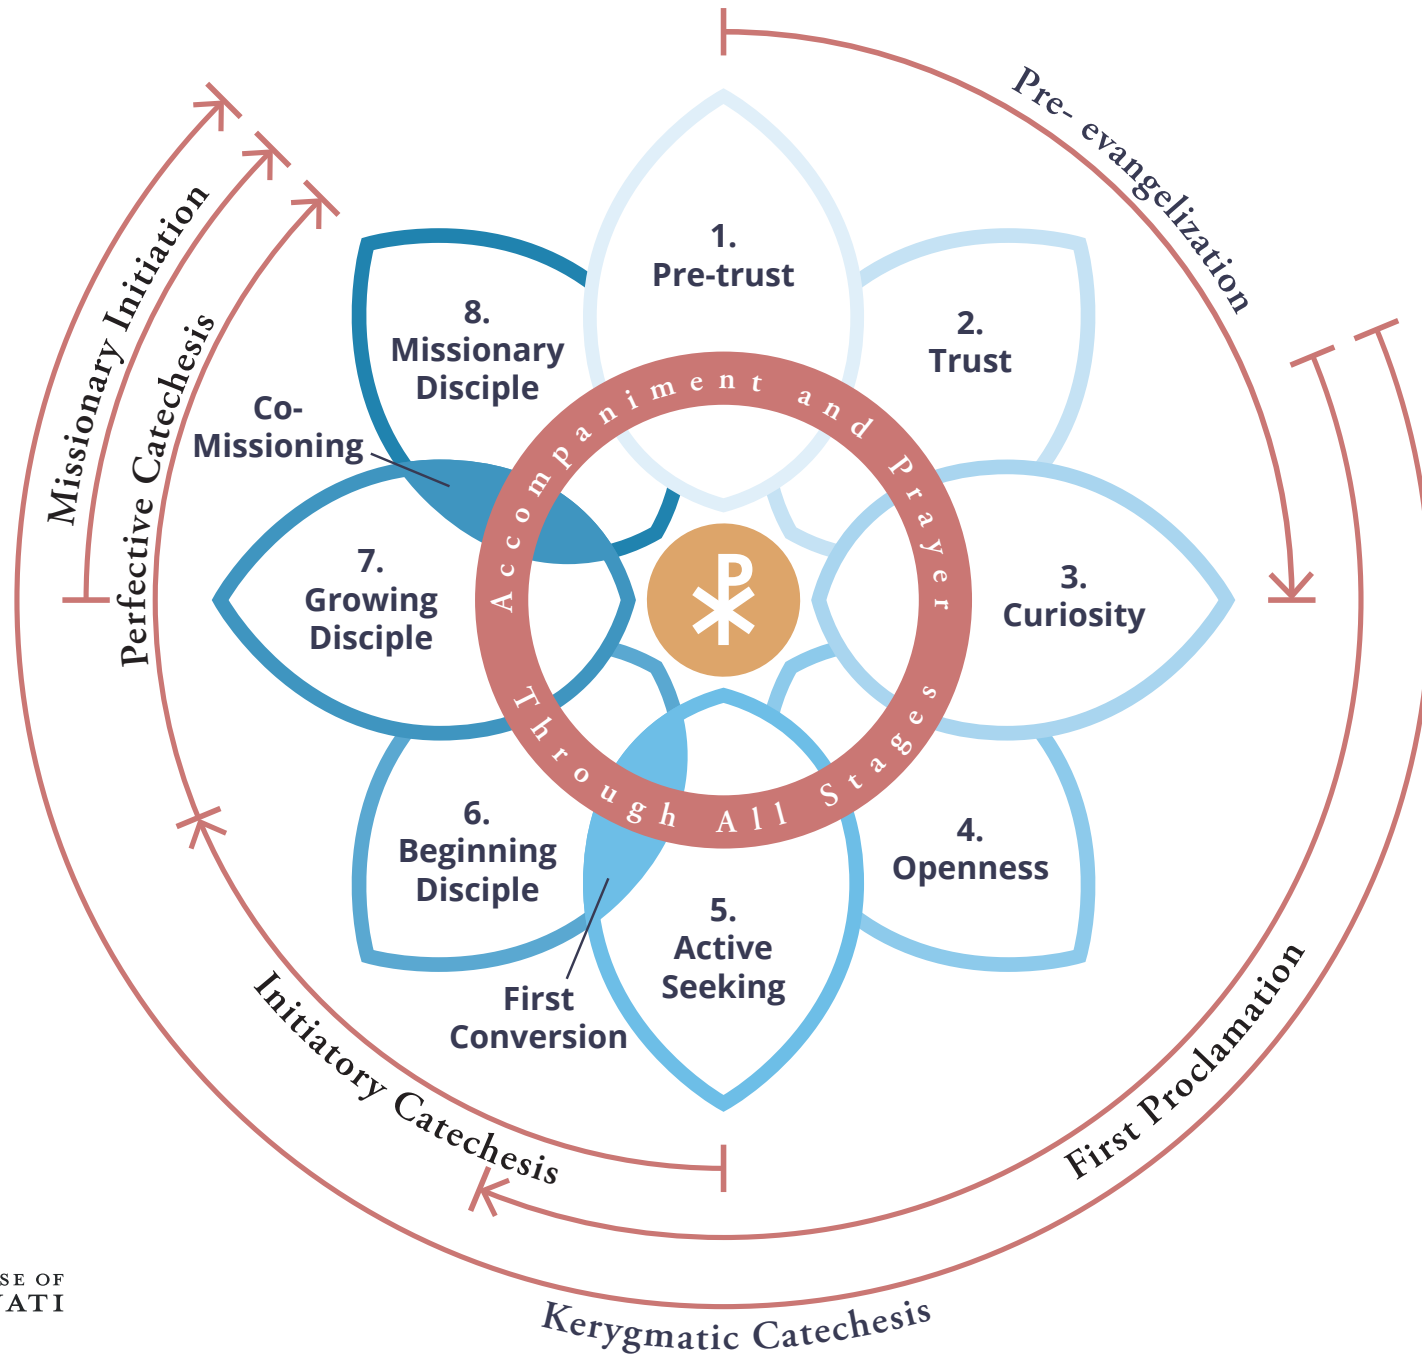 Pre- evangelization
1.
Pre-trust
2.
Trust
3.
Curiosity
4.
Openness
5.
Active
Seeking
6.
Beginning
Disciple
7.
Growing
Disciple
8.
Missionary
Disciple
Co-
Missioning
First
Conversion
Accompaniment and Prayer
Through All Stages
Missionary Initiation
Perfective Catechesis
Initiatory Catechesis
First Proclamation
Kerygmatic Catechesis
SE OF
ATI